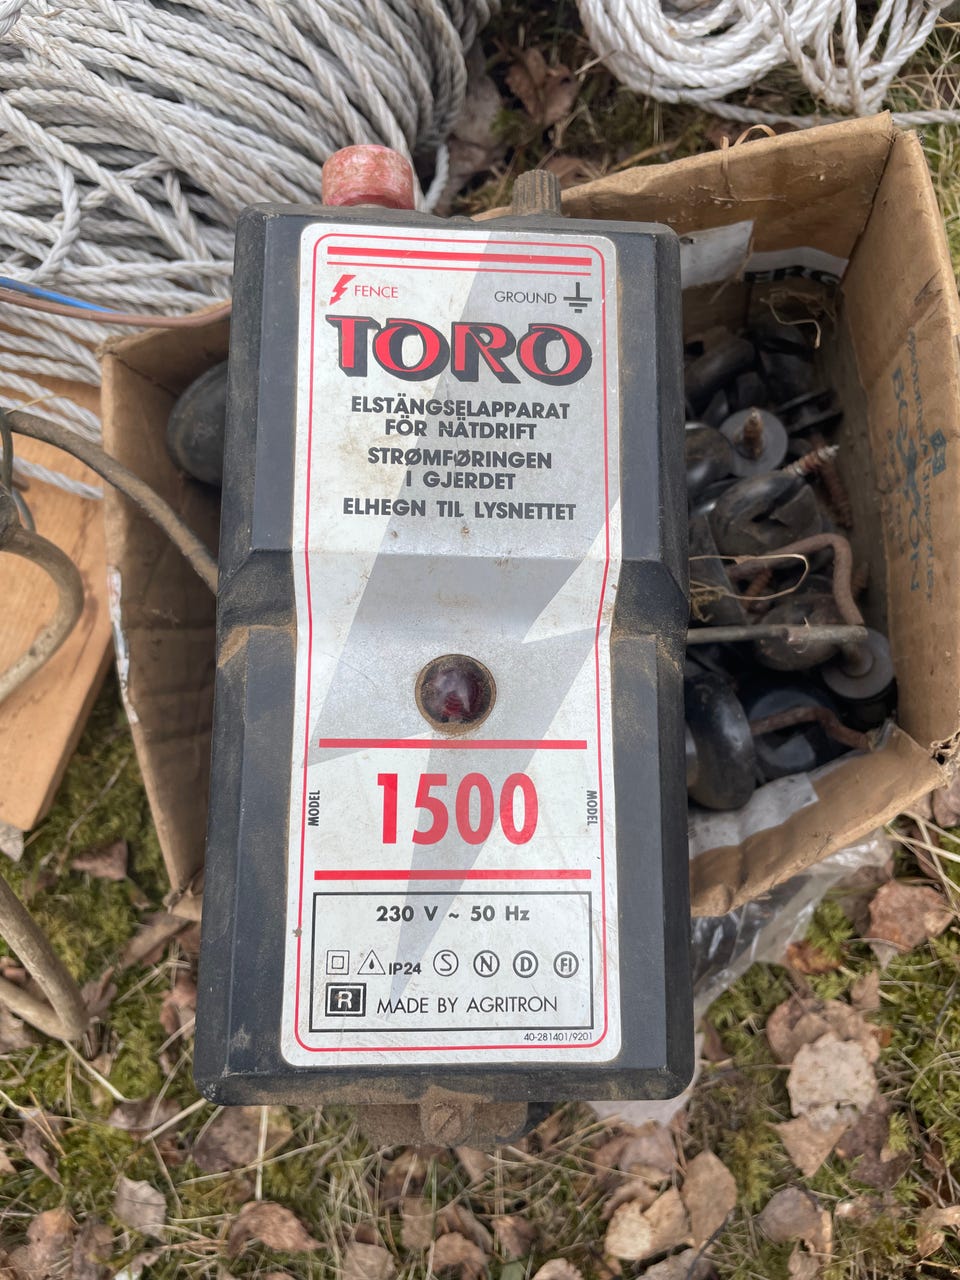 FENCE
GROUND
TORO
ELSTÄNGSELAPPARAT
FÖR NÄTDRIFT
STRØMFØRINGEN
I GJERDET
ELHEGN TIL LYSNETTET
MODEL
1500
MODEL
230 V ~ 50 Hz
IP24 S N D FI
R MADE BY AGRITRON
40-281401/9201